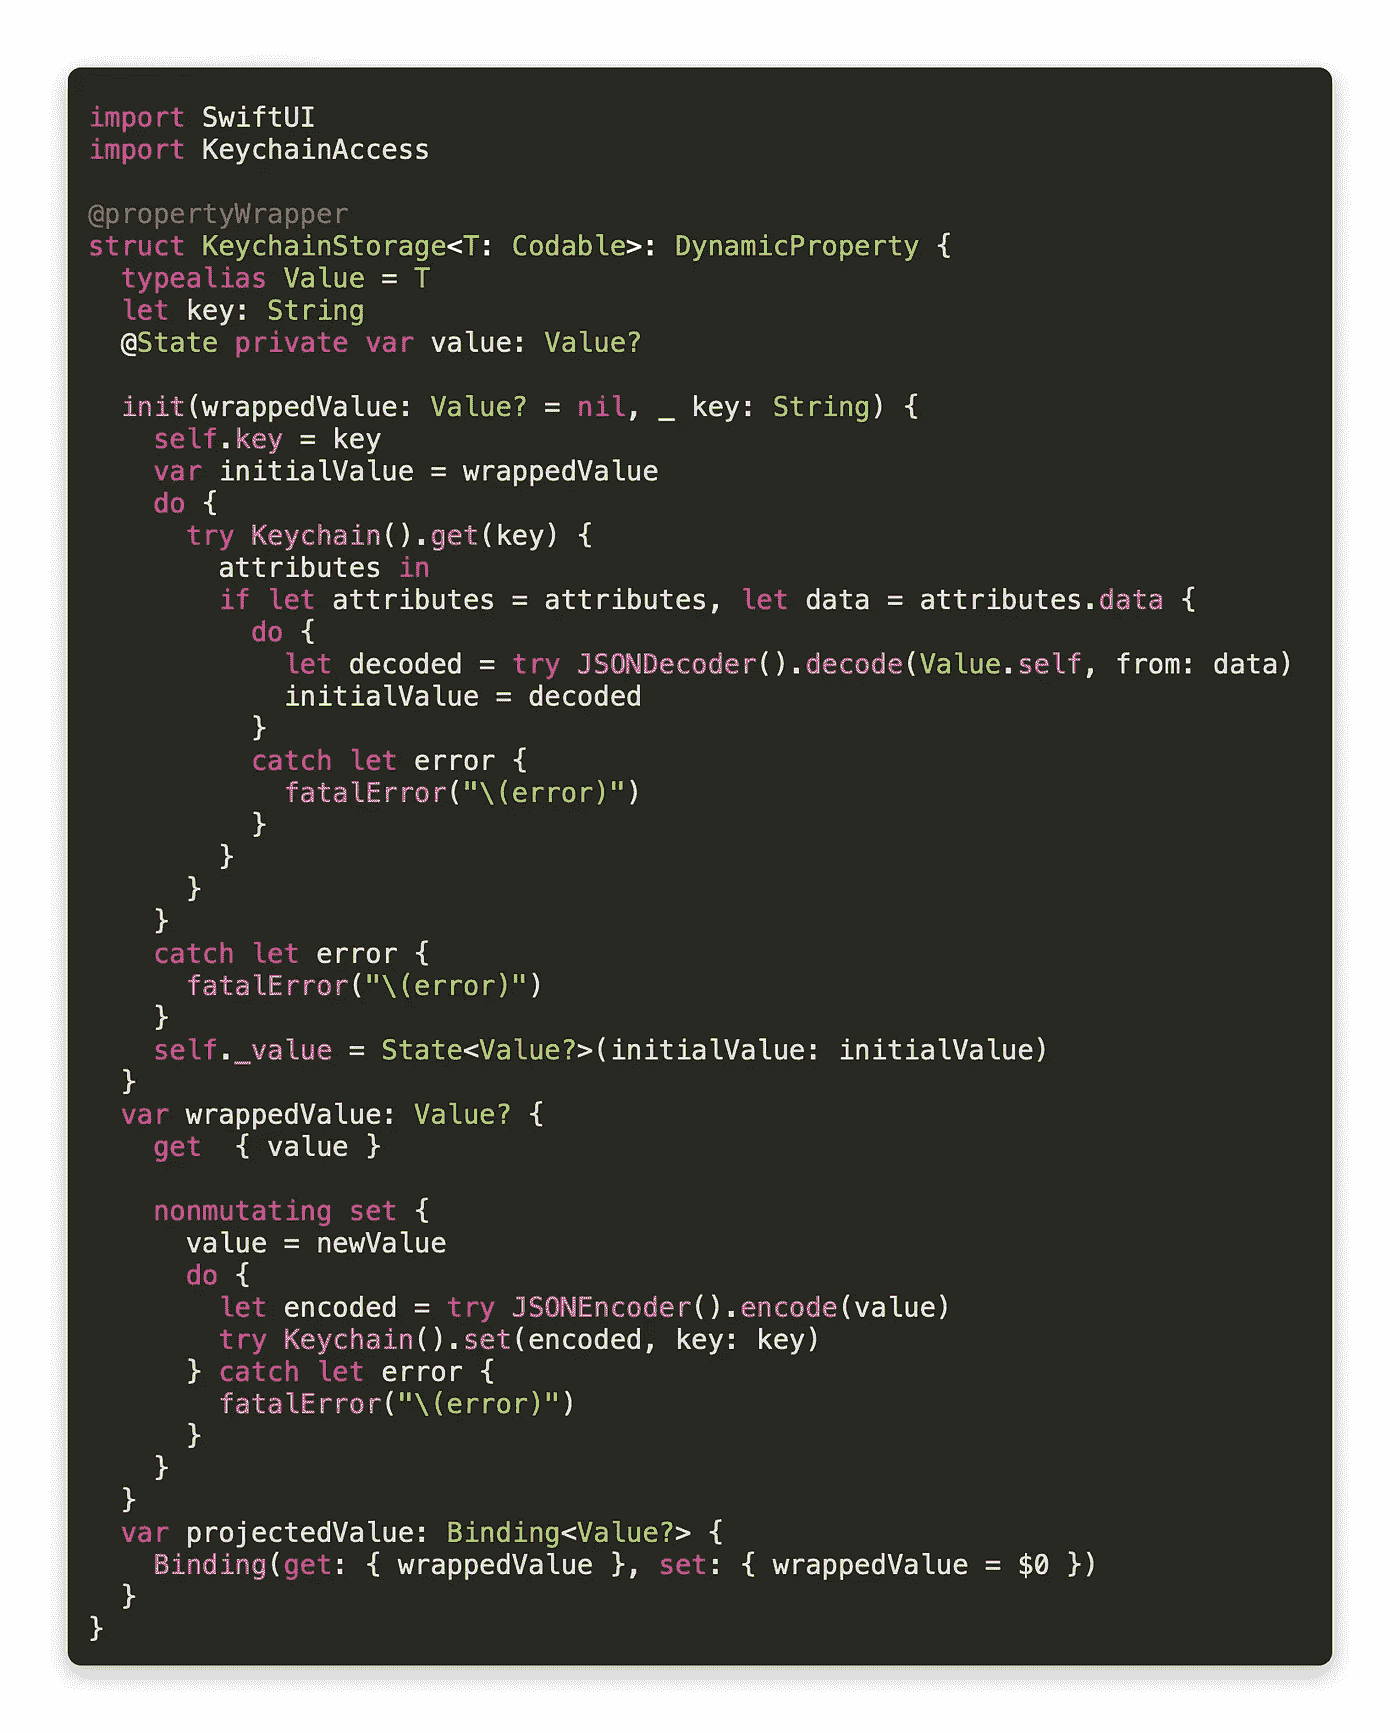 import SwiftUI
import KeychainAccess

@propertyWrapper
struct KeychainStorage<T: Codable>: DynamicProperty {
  typealias Value = T
  let key: String
  @State private var value: Value?

  init(wrappedValue: Value? = nil, _ key: String) {
    self.key = key
    var initialValue = wrappedValue
    do {
      try Keychain().get(key) {
        attributes in
        if let attributes = attributes, let data = attributes.data {
          do {
            let decoded = try JSONDecoder().decode(Value.self, from: data)
            initialValue = decoded
          }
          catch let error {
            fatalError("\(error)")
          }
        }
      }
    }
    catch let error {
      fatalError("\(error)")
    }
    self._value = State<Value?>(initialValue: initialValue)
  }
  var wrappedValue: Value? {
    get  { value }

    nonmutating set {
      value = newValue
      do {
        let encoded = try JSONEncoder().encode(value)
        try Keychain().set(encoded, key: key)
      } catch let error {
        fatalError("\(error)")
      }
    }
  }
  var projectedValue: Binding<Value?> {
    Binding(get: { wrappedValue }, set: { wrappedValue = $0 })
  }
}